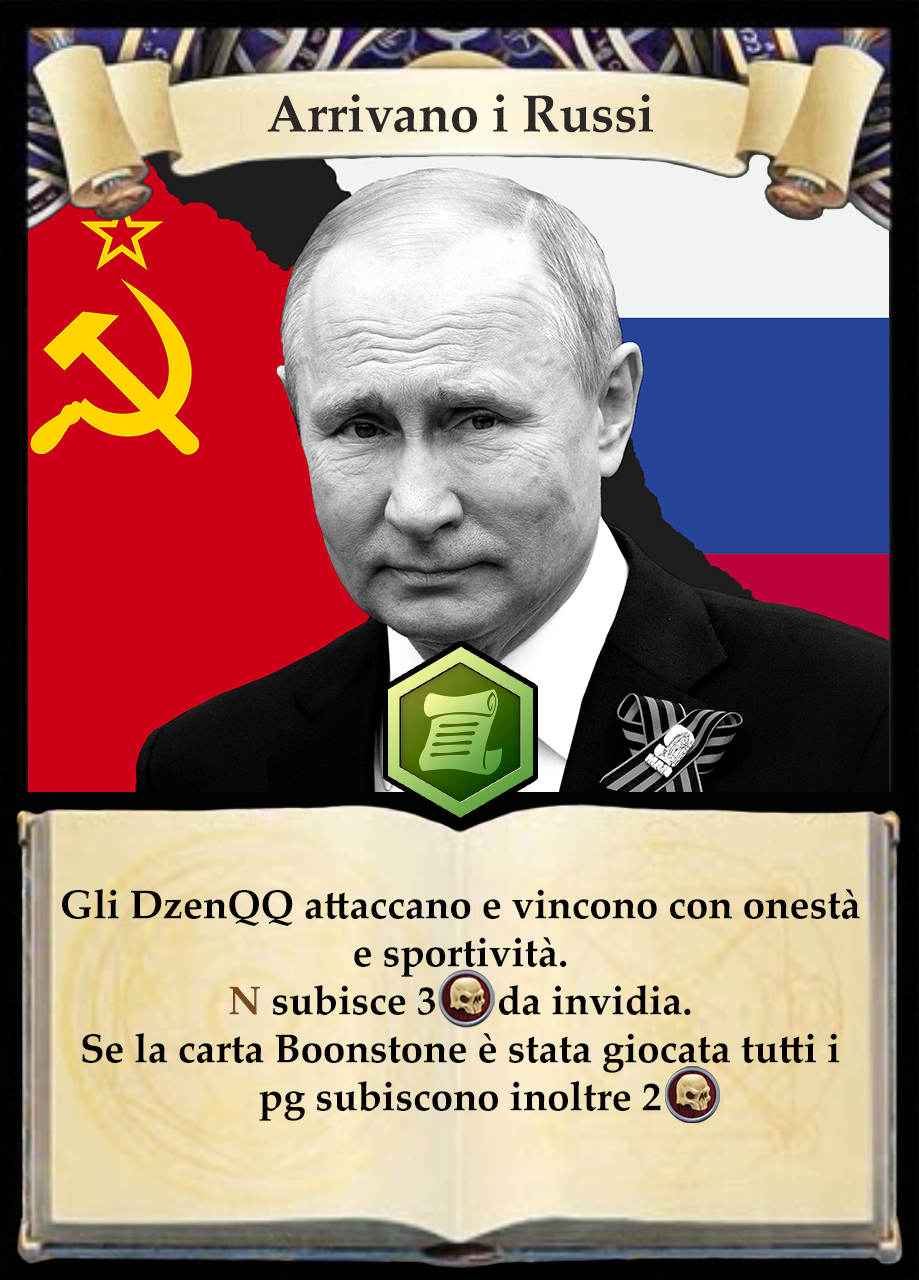 Arrivano i Russi
Gli DzenQQ attaccano e vincono con onestà
e sportività.
N subisce 3 da invidia.
Se la carta Boonstone è stata giocata tutti i
pg subiscono inoltre 2